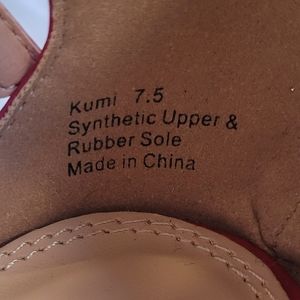 Kumi 7.5
Synthetic Upper &
Rubber Sole
Made in China